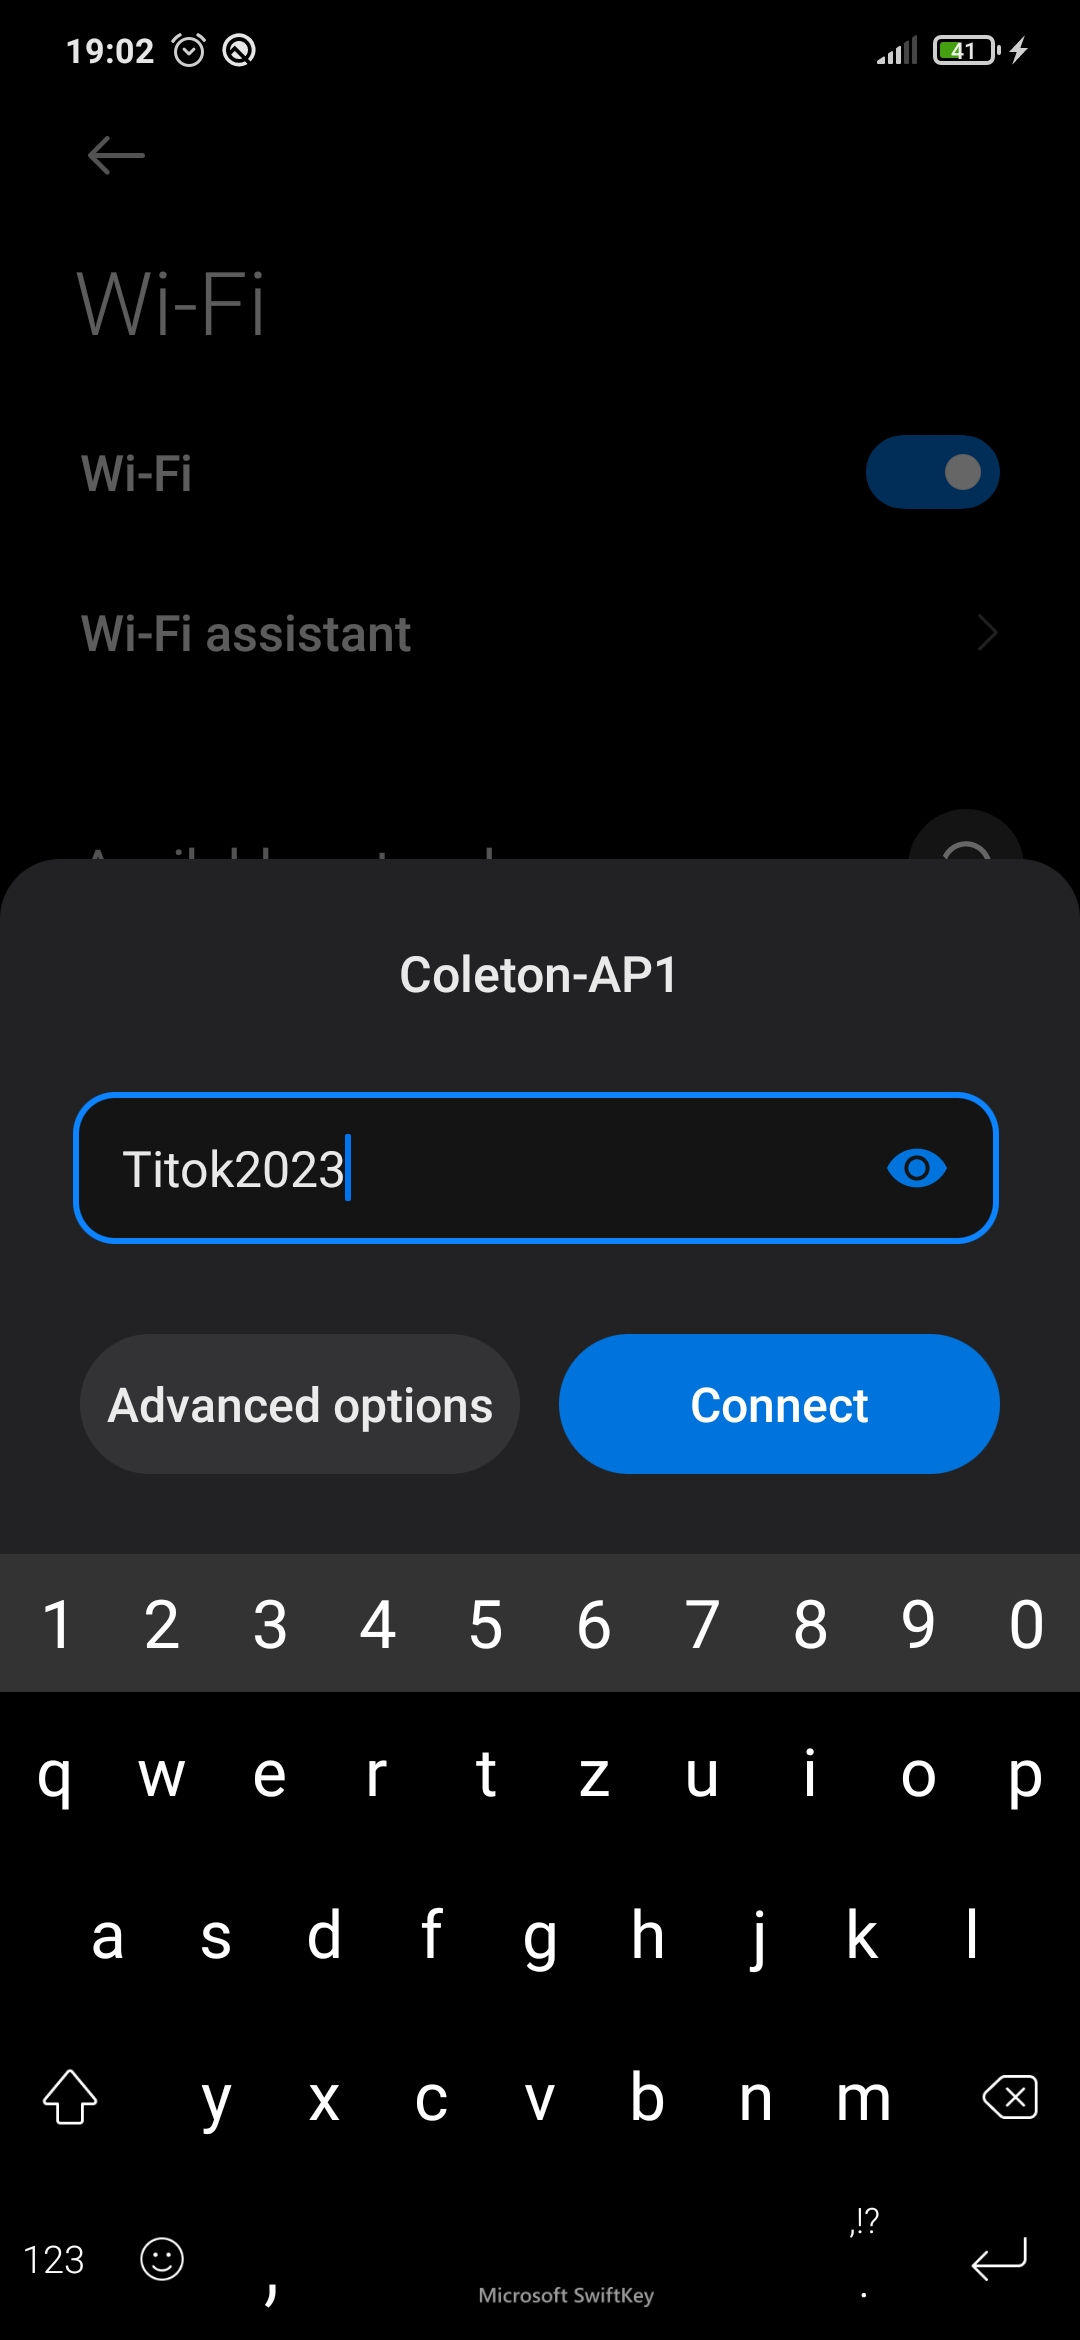 19:02
41
Wi-Fi
Wi-Fi
Wi-Fi assistant
Coleton-AP1
Titok2023
Advanced options
Connect
1 2 3 4 5 6 7 8 9 0
q w e r t z u i o p
a s d f g h j k l
y x c v b n m
,!?
123 , Microsoft SwiftKey .